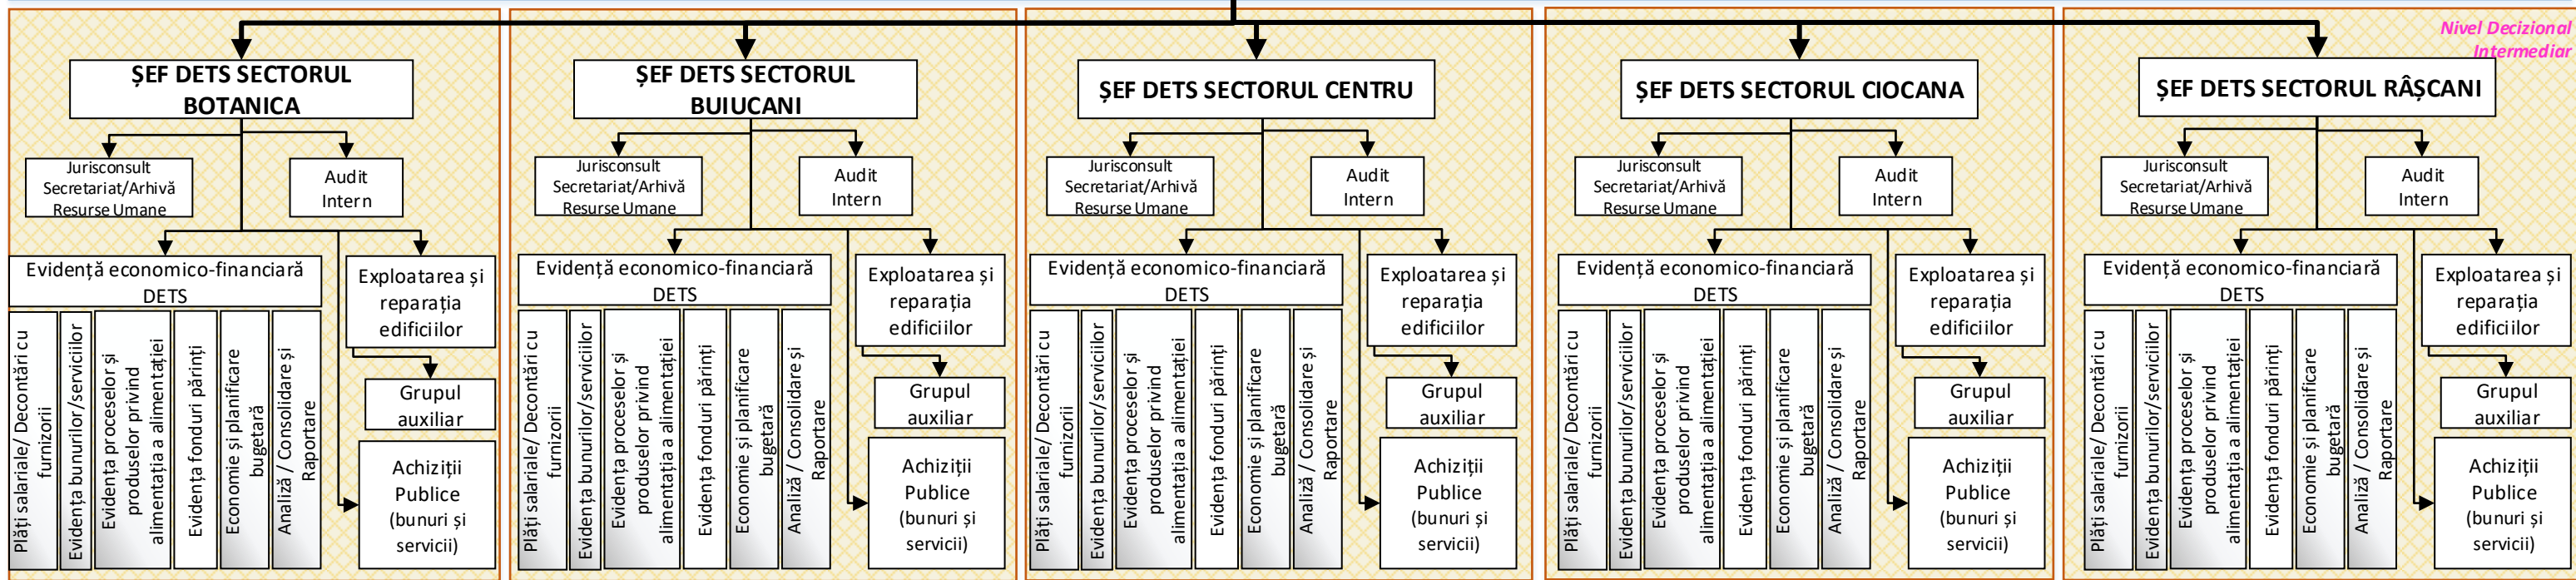 Nivel Decizional
Intermediar
ȘEF DETS SECTORUL
BOTANICA
Jurisconsult
Secretariat/Arhivă
Resurse Umane
Audit
Intern
Evidență economico-financiară
DETS
Exploatarea și
reparația
edificiilor
Plăți salariale/ Decontări cu
furnizorii
Evidența bunurilor/serviciilor
Evidența proceselor și
produselor privind
alimentația a alimentației
Evidența fonduri părinți
Economie și planificare
bugetară
Analiză / Consolidare și
Raportare
Grupul
auxiliar
Achiziții
Publice
(bunuri și
servicii)
ȘEF DETS SECTORUL
BUIUCANI
Jurisconsult
Secretariat/Arhivă
Resurse Umane
Audit
Intern
Evidență economico-financiară
DETS
Exploatarea și
reparația
edificiilor
Plăți salariale/ Decontări cu
furnizorii
Evidența bunurilor/serviciilor
Evidența proceselor și
produselor privind
alimentația a alimentației
Evidența fonduri părinți
Economie și planificare
bugetară
Analiză / Consolidare și
Raportare
Grupul
auxiliar
Achiziții
Publice
(bunuri și
servicii)
ȘEF DETS SECTORUL CENTRU
Jurisconsult
Secretariat/Arhivă
Resurse Umane
Audit
Intern
Evidență economico-financiară
DETS
Exploatarea și
reparația
edificiilor
Plăți salariale/ Decontări cu
furnizorii
Evidența bunurilor/serviciilor
Evidența proceselor și
produselor privind
alimentația a alimentației
Evidența fonduri părinți
Economie și planificare
bugetară
Analiză / Consolidare și
Raportare
Grupul
auxiliar
Achiziții
Publice
(bunuri și
servicii)
ȘEF DETS SECTORUL CIOCANA
Jurisconsult
Secretariat/Arhivă
Resurse Umane
Audit
Intern
Evidență economico-financiară
DETS
Exploatarea și
reparația
edificiilor
Plăți salariale/ Decontări cu
furnizorii
Evidența bunurilor/serviciilor
Evidența proceselor și
produselor privind
alimentația a alimentației
Evidența fonduri părinți
Economie și planificare
bugetară
Analiză / Consolidare și
Raportare
Grupul
auxiliar
Achiziții
Publice
(bunuri și
servicii)
ȘEF DETS SECTORUL RÂȘCANI
Jurisconsult
Secretariat/Arhivă
Resurse Umane
Audit
Intern
Evidență economico-financiară
DETS
Exploatarea și
reparația
edificiilor
Plăți salariale/ Decontări cu
furnizorii
Evidența bunurilor/serviciilor
Evidența proceselor și
produselor privind
alimentația a alimentației
Evidența fonduri părinți
Economie și planificare
bugetară
Analiză / Consolidare și
Raportare
Grupul
auxiliar
Achiziții
Publice
(bunuri și
servicii)